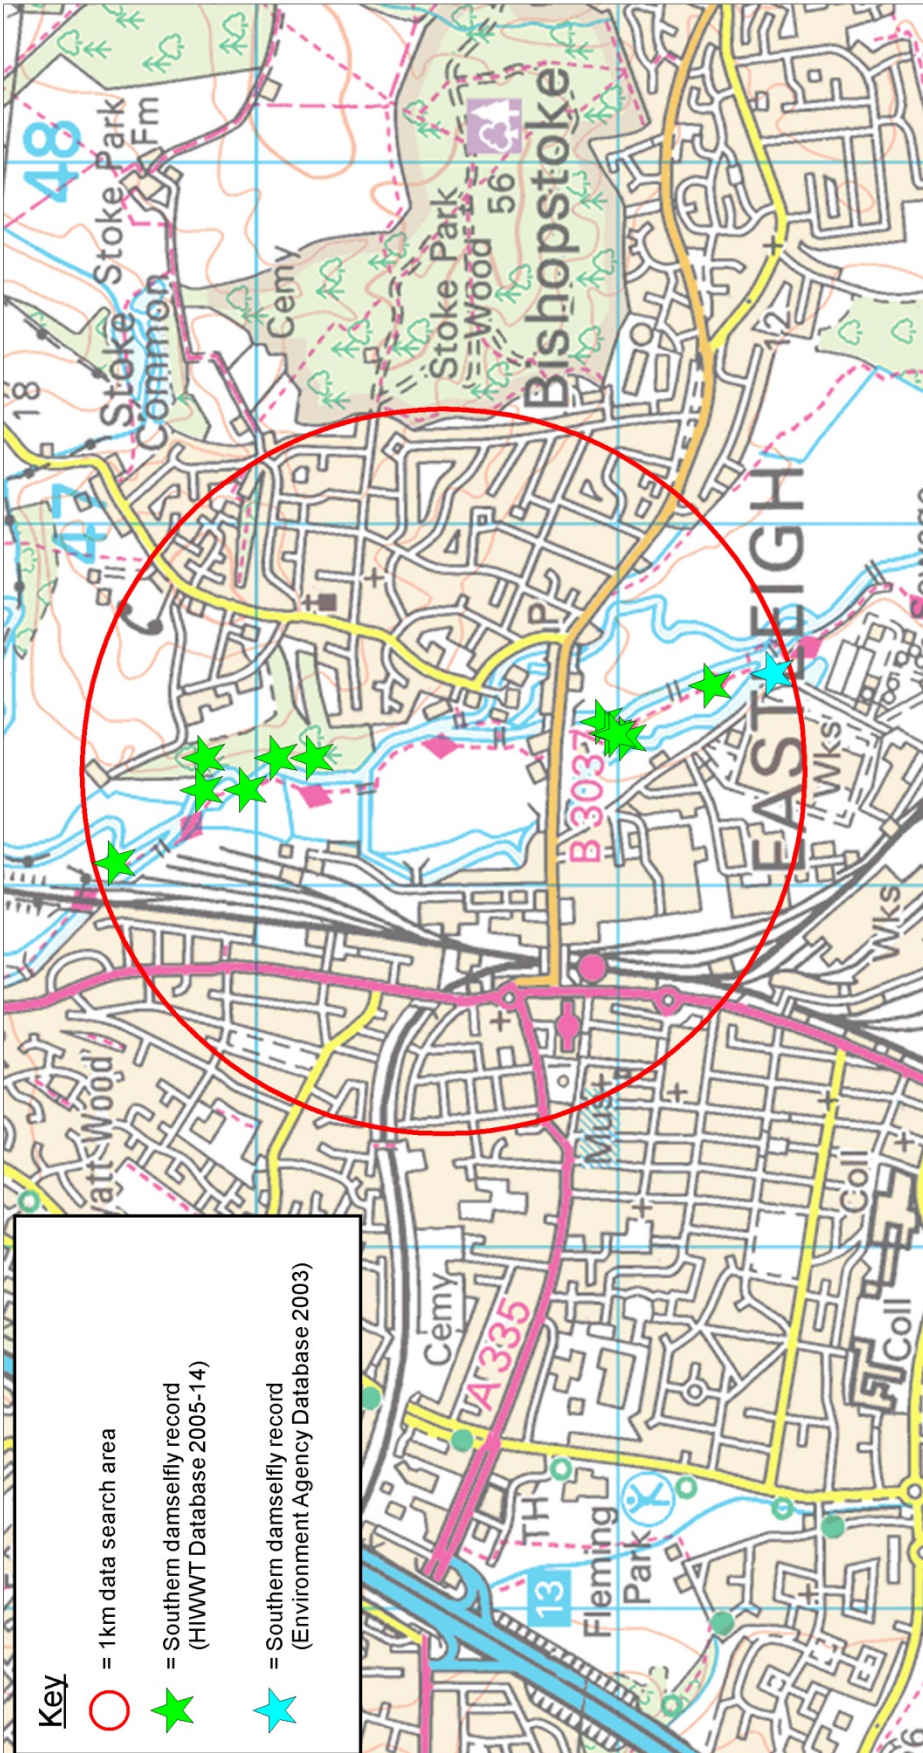 Key
= 1km data search area
= Southern damselfly record
(HIWWT Database 2005-14)
= Southern damselfly record
(Environment Agency Database 2003)
18
47
48
Stoke
Common
Stoke Park
Fm
Cemy
Stoke Park
Wood
56
Bishopstoke
P
12
B 3037
EASTLEIGH
Wks
Wks
Mus
Cemy
A 335
Coll
Coll
TH
13
Fleming
Park